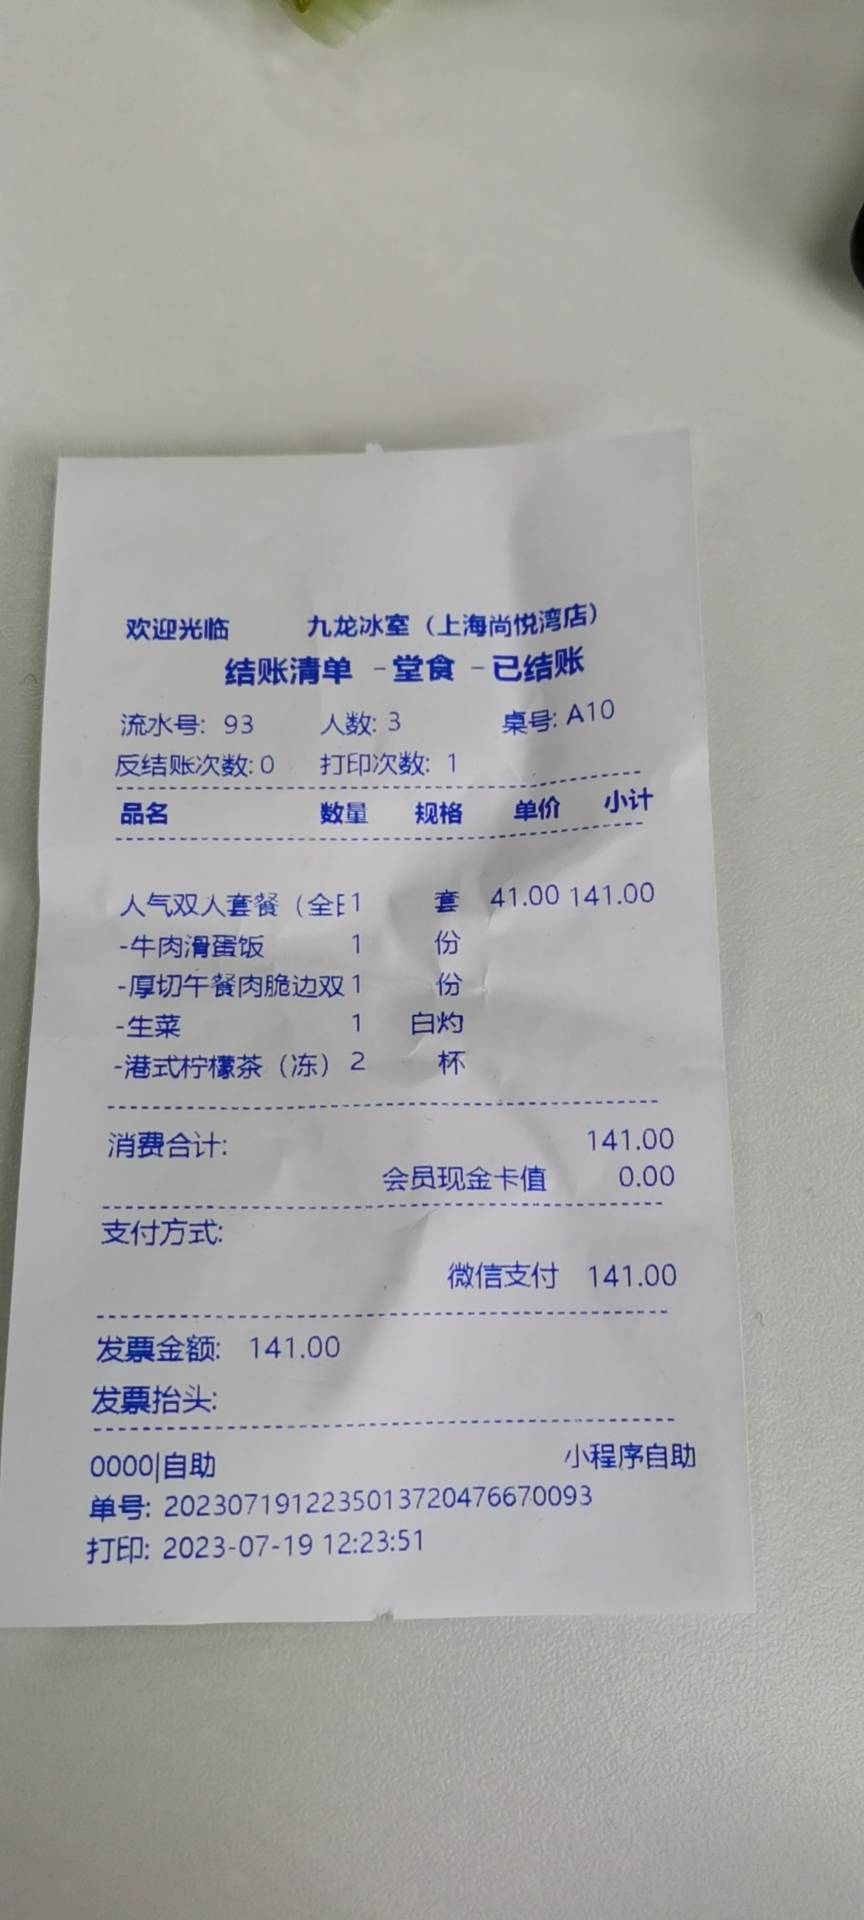 欢迎光临 九龙冰室（上海尚悦湾店）
结账清单 -堂食 -已结账
流水号: 93 人数: 3 桌号: A10
反结账次数: 0 打印次数: 1
品名 数量 规格 单价 小计
人气双人套餐（全日1 套 41.00 141.00
-牛肉滑蛋饭 1 份
-厚切午餐肉脆边双 1 份
-生菜 1 白灼
-港式柠檬茶（冻） 2 杯
消费合计: 141.00
会员现金卡值 0.00
支付方式:
微信支付 141.00
发票金额: 141.00
发票抬头:
0000|自助 小程序自助
单号: 2023071912235013720476670093
打印: 2023-07-19 12:23:51